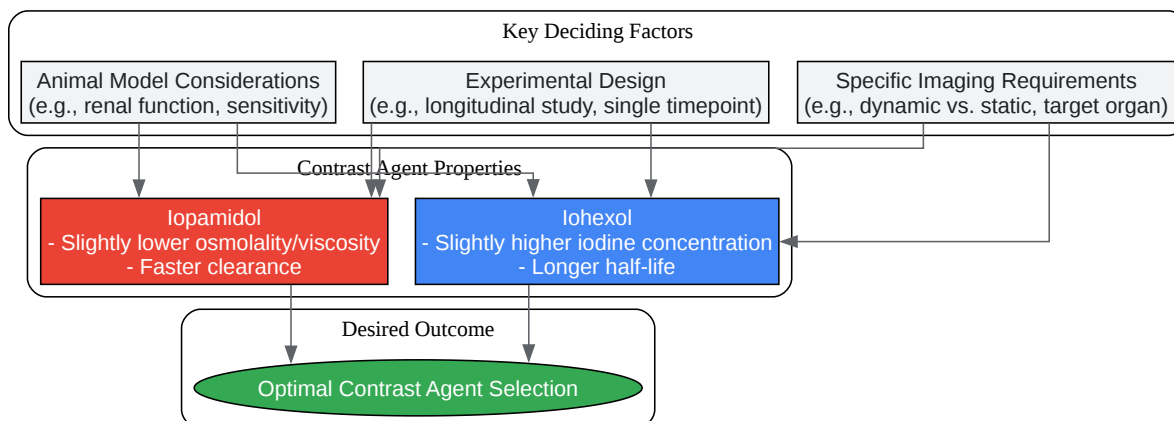 Key Deciding Factors
Animal Model Considerations
(e.g., renal function, sensitivity)
Experimental Design
(e.g., longitudinal study, single timepoint)
Specific Imaging Requirements
(e.g., dynamic vs. static, target organ)
Contrast Agent Properties
Iopamidol
- Slightly lower osmolality/viscosity
- Faster clearance
Iohexol
- Slightly higher iodine concentration
- Longer half-life
Desired Outcome
Optimal Contrast Agent Selection